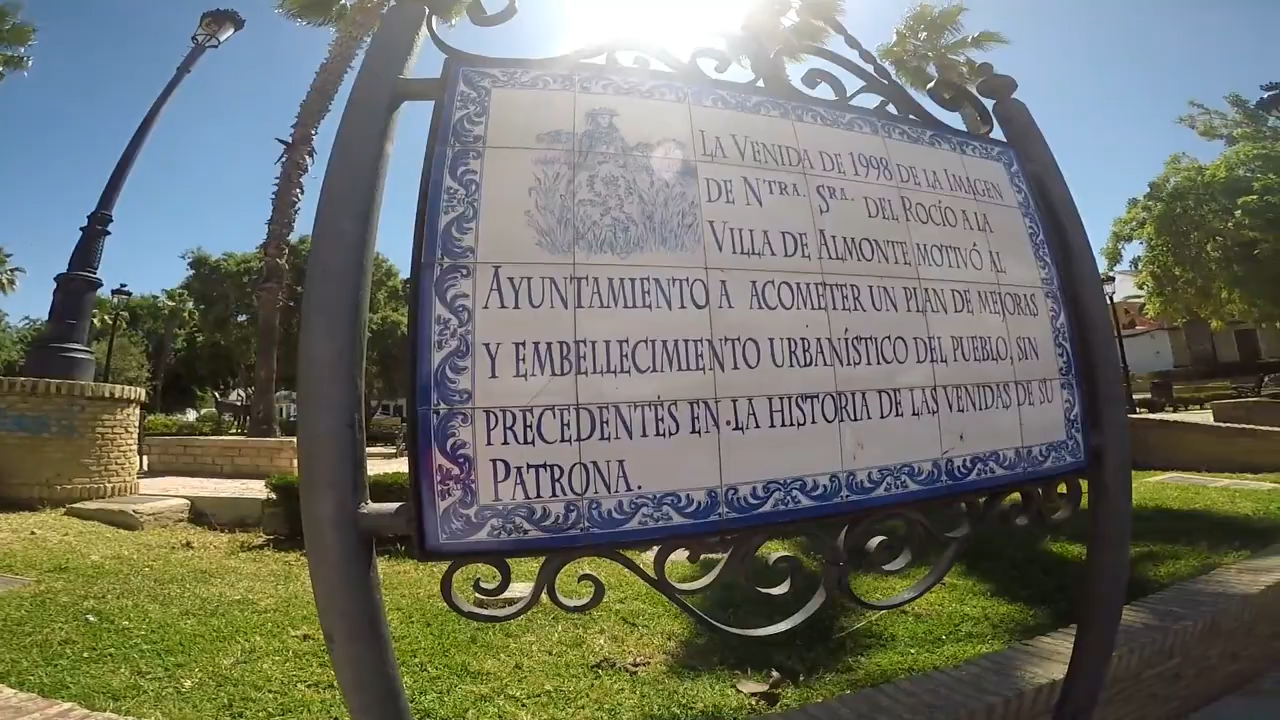 LA VENIDA DE 1998 DE LA IMÁGEN
DE NTRA. SRA. DEL ROCÍO A LA
VILLA DE ALMONTE MOTIVÓ AL
AYUNTAMIENTO A ACOMETER UN PLAN DE MEJORAS
Y EMBELLECIMIENTO URBANÍSTICO DEL PUEBLO, SIN
PRECEDENTES EN LA HISTORIA DE LAS VENIDAS DE SU
PATRONA.